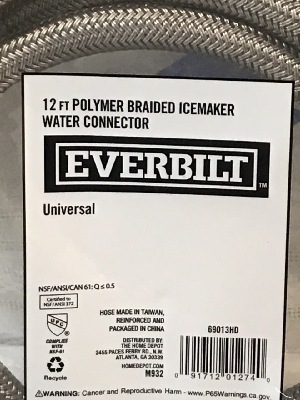 12 FT POLYMER BRAIDED ICEMAKER
WATER CONNECTOR
EVERBILT™
Universal
NSF/ANSI/CAN 61: Q ≤ 0.5
Certified to
NSF/ANSI 372
UPC
COMPLIES
WITH
NSF-61
Recycle
HOSE MADE IN TAIWAN,
REINFORCED AND
PACKAGED IN CHINA
DISTRIBUTED BY:
THE HOME DEPOT
2455 PACES FERRY RD., N.W.
ATLANTA, GA 30339
HOMEDEPOT.COM
M932
69013HD
0 91712 01274 0
⚠WARNING: Cancer and Reproductive Harm - www.P65Warnings.ca.gov